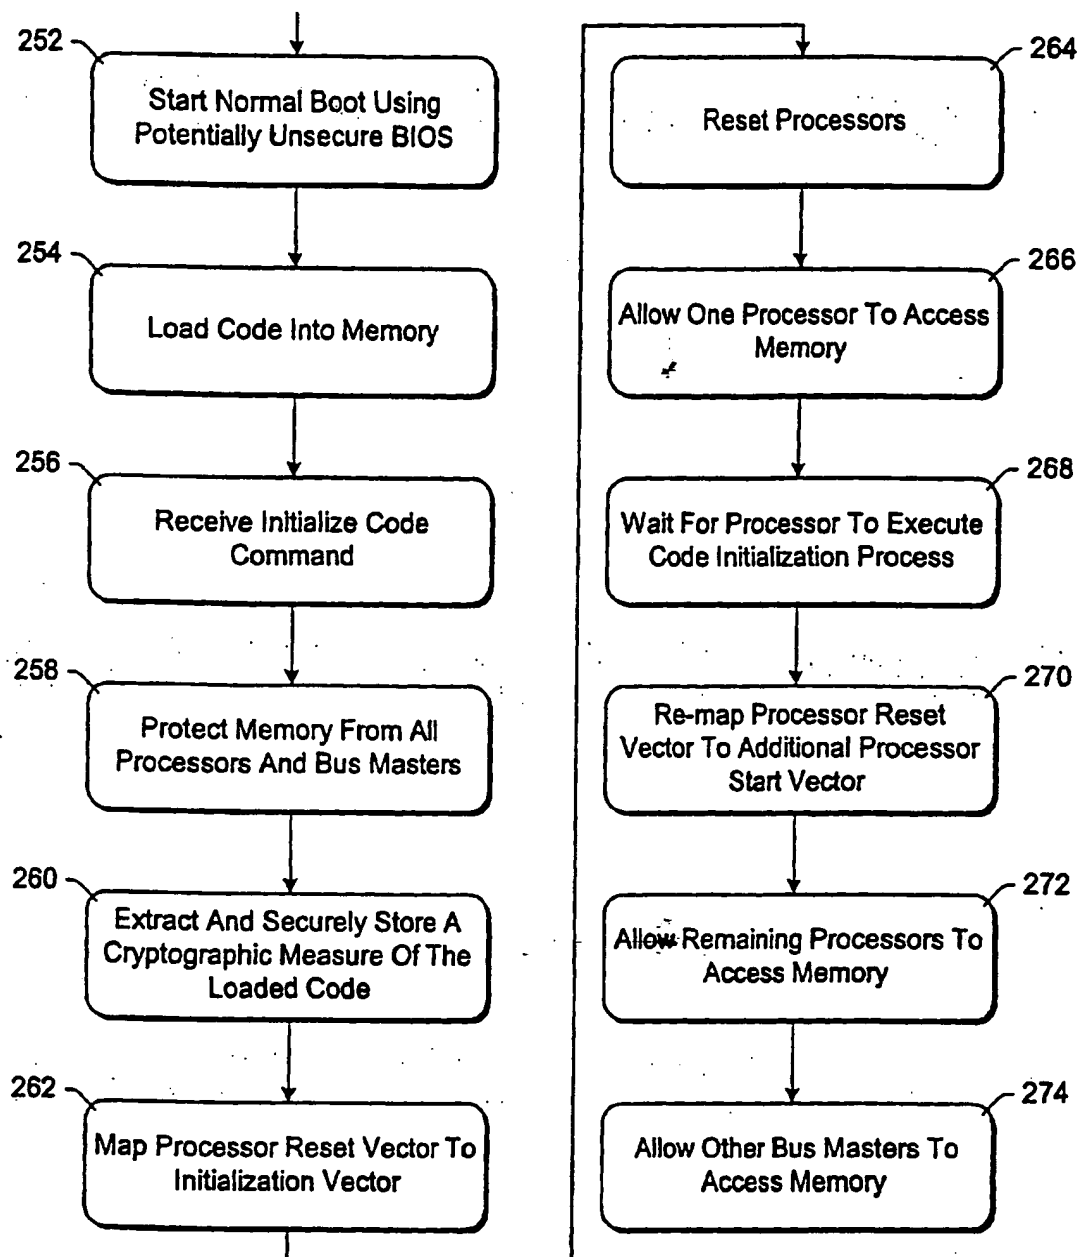 252
Start Normal Boot Using
Potentially Unsecure BIOS
254
Load Code Into Memory
256
Receive Initialize Code
Command
258
Protect Memory From All
Processors And Bus Masters
260
Extract And Securely Store A
Cryptographic Measure Of The
Loaded Code
262
Map Processor Reset Vector To
Initialization Vector
264
Reset Processors
266
Allow One Processor To Access
Memory
268
Wait For Processor To Execute
Code Initialization Process
270
Re-map Processor Reset
Vector To Additional Processor
Start Vector
272
Allow Remaining Processors To
Access Memory
274
Allow Other Bus Masters To
Access Memory